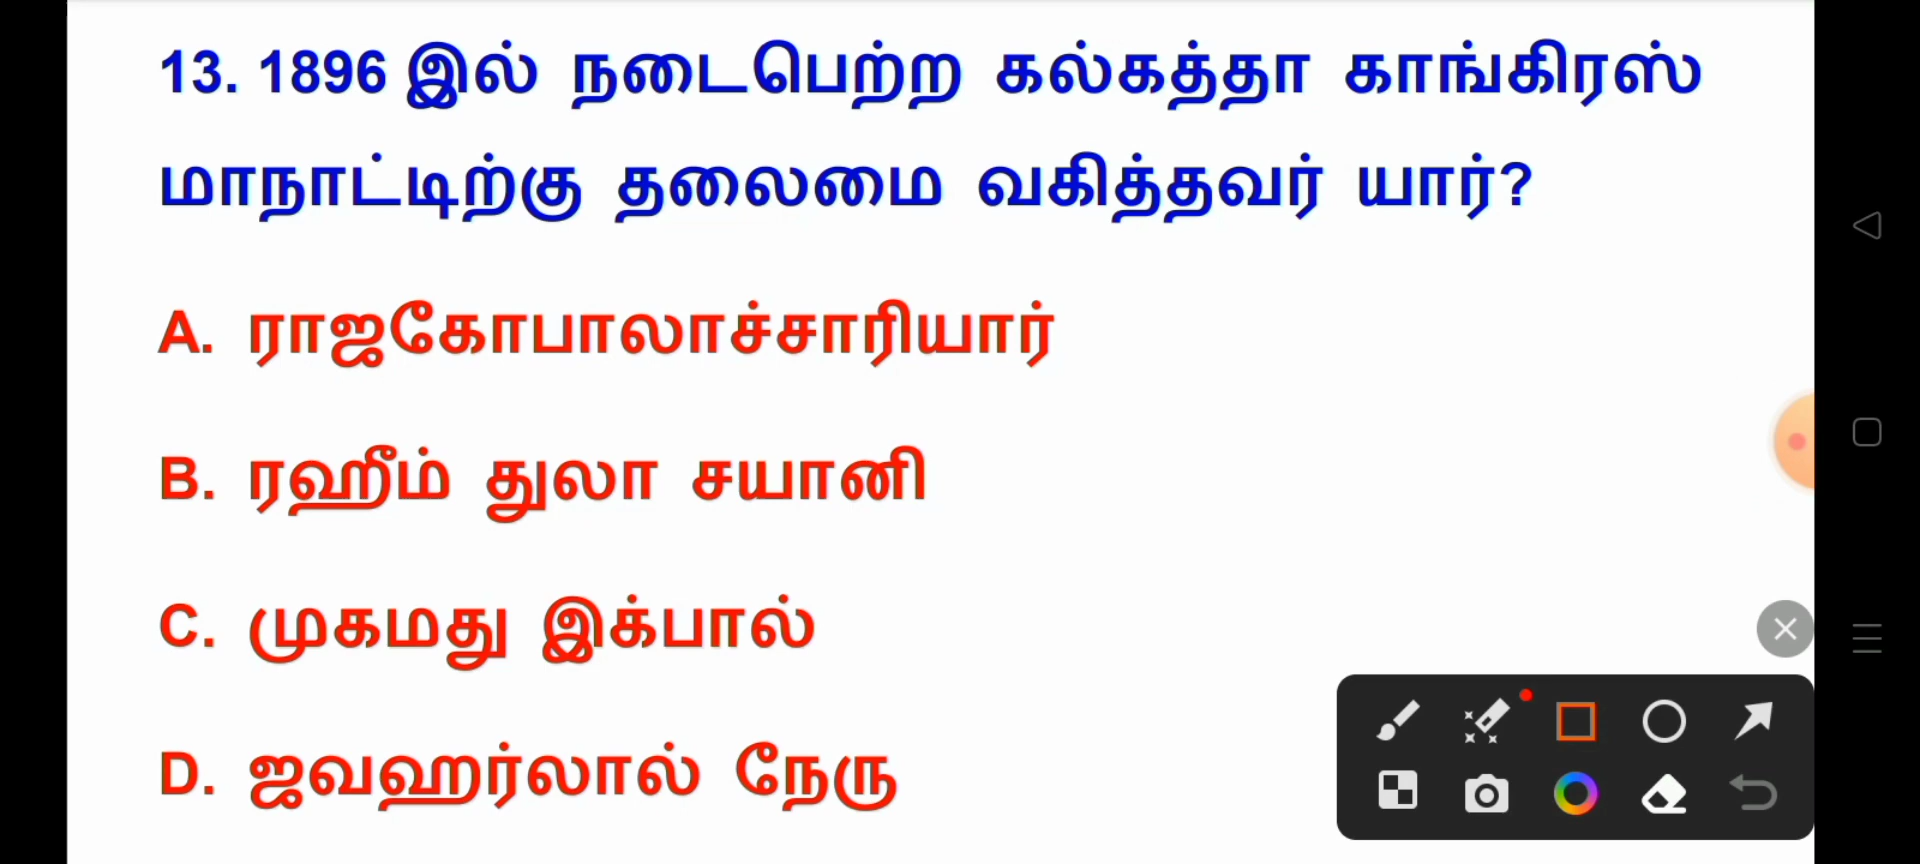 13. 1896 இல் நடைபெற்ற கல்கத்தா காங்கிரஸ்
மாநாட்டிற்கு தலைமை வகித்தவர் யார்?
A. ராஜகோபாலாச்சாரியார்
B. ரஹீம் துலா சயானி
C. முகமது இக்பால்
D. ஜவஹர்லால் நேரு